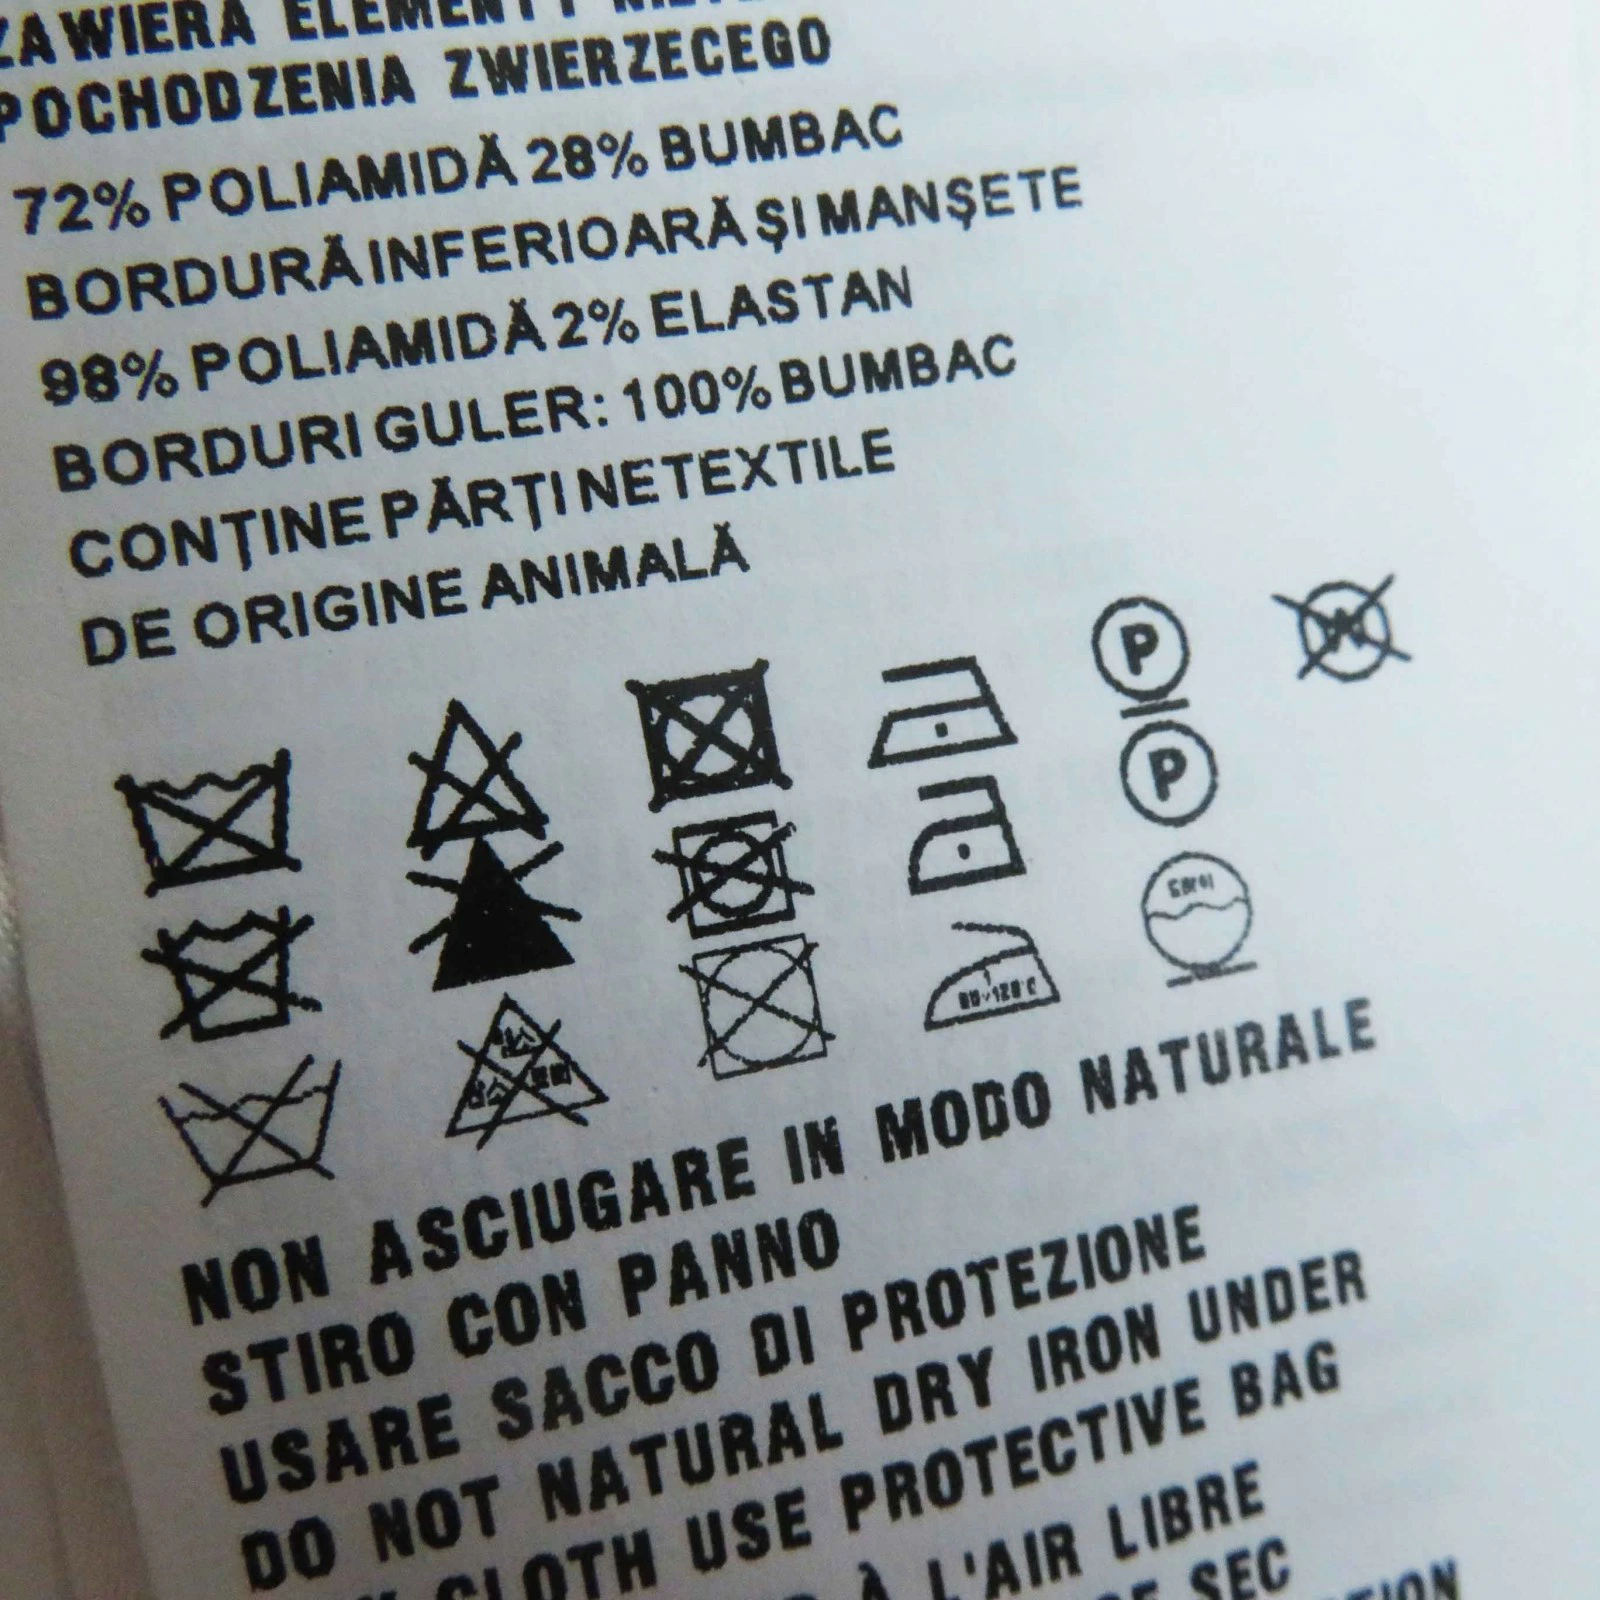 ZAWIERA ELEMENTY
POCHODZENIA ZWIERZECEGO
72% POLIAMIDĂ 28% BUMBAC
BORDURĂ INFERIOARĂ ŞI MANŞETE
98% POLIAMIDĂ 2% ELASTAN
BORDURI GULER: 100% BUMBAC
CONŢINE PĂRŢI NETEXTILE
DE ORIGINE ANIMALĂ
P W
P
NON ASCIUGARE IN MODO NATURALE
STIRO CON PANNO
USARE SACCO DI PROTEZIONE
DO NOT NATURAL DRY IRON UNDER
CLOTH USE PROTECTIVE BAG
À L'AIR LIBRE
SEC